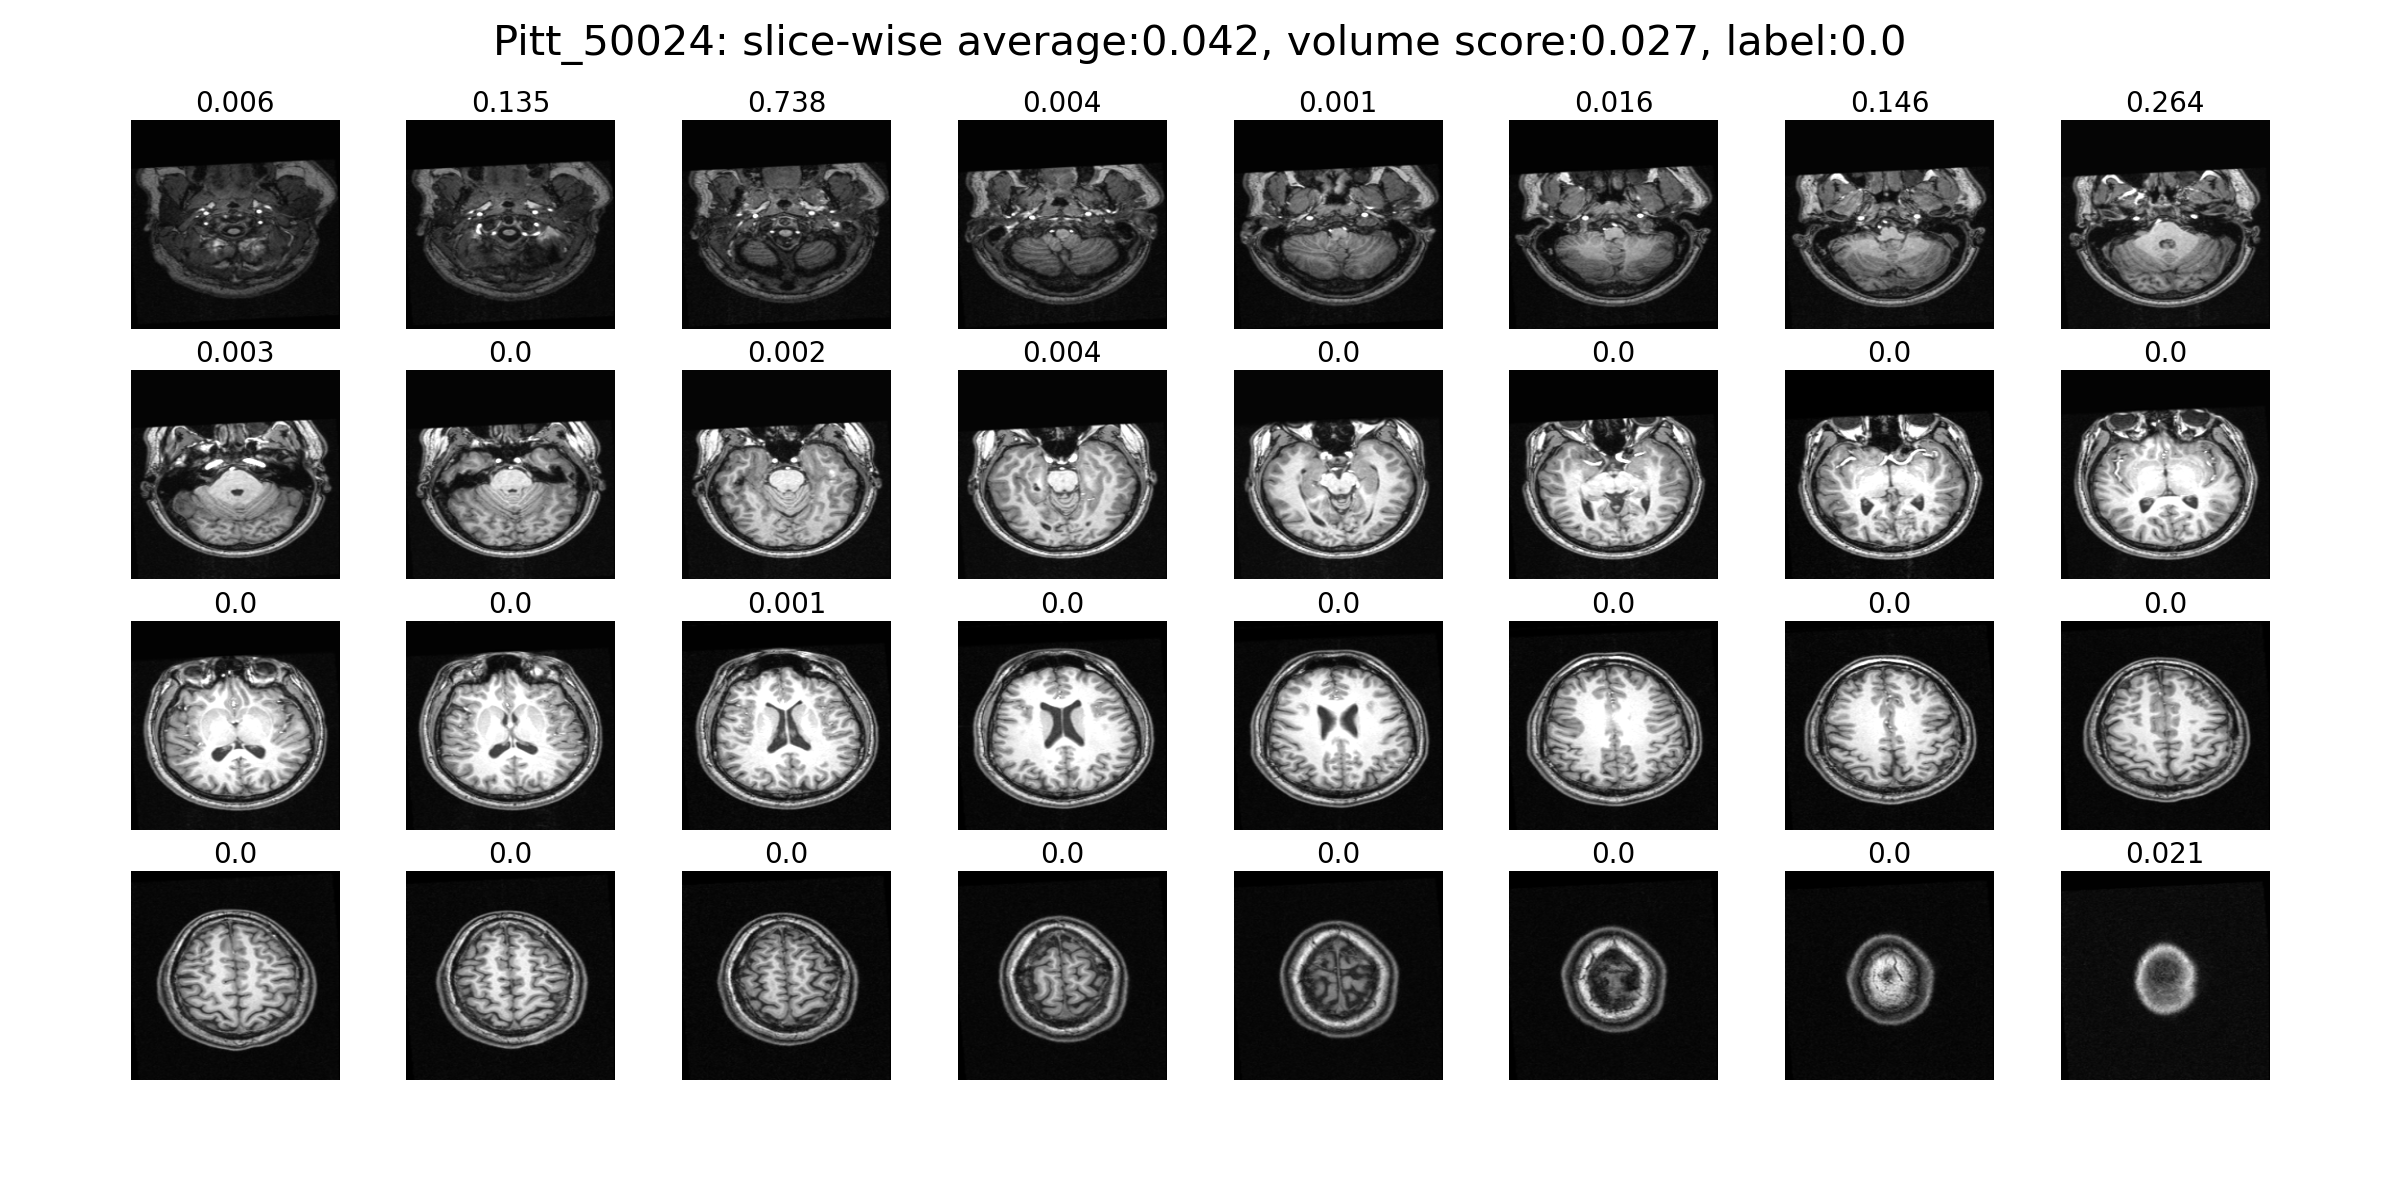 Pitt_50024: slice-wise average:0.042, volume score:0.027, label:0.0
0.006 0.135 0.738 0.004 0.001 0.016 0.146 0.264
0.003 0.0 0.002 0.004 0.0 0.0 0.0 0.0
0.0 0.0 0.001 0.0 0.0 0.0 0.0 0.0
0.0 0.0 0.0 0.0 0.0 0.0 0.0 0.021